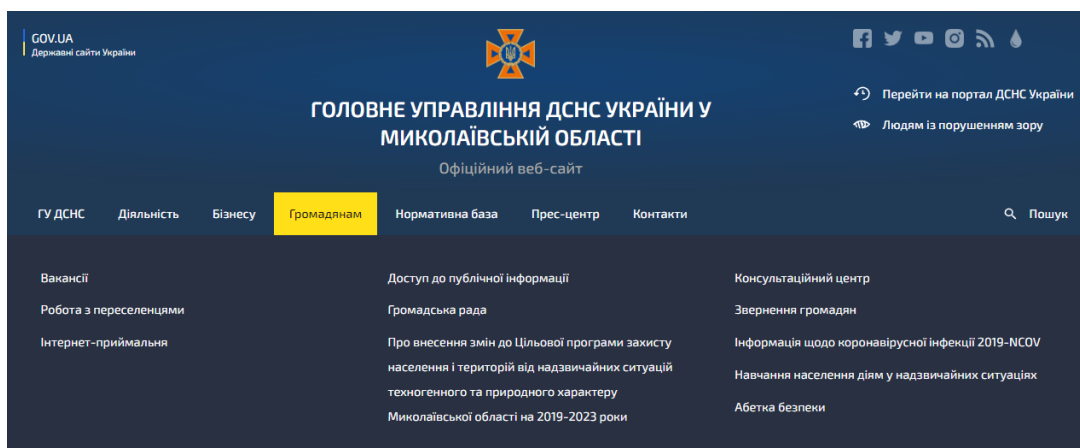 GOV.UA
Державні сайти України
ГОЛОВНЕ УПРАВЛІННЯ ДСНС УКРАЇНИ У
МИКОЛАЇВСЬКІЙ ОБЛАСТІ
Офіційний веб-сайт
Перейти на портал ДСНС України
Людям із порушенням зору
ГУ ДСНС Діяльність Бізнесу Громадянам Нормативна база Прес-центр Контакти Пошук
Вакансії
Робота з переселенцями
Інтернет-приймальня
Доступ до публічної інформації
Громадська рада
Про внесення змін до Цільової програми захисту
населення і територій від надзвичайних ситуацій
техногенного та природного характеру
Миколаївської області на 2019-2023 роки
Консультаційний центр
Звернення громадян
Інформація щодо коронавірусної інфекції 2019-NCOV
Навчання населення діям у надзвичайних ситуаціях
Абетка безпеки